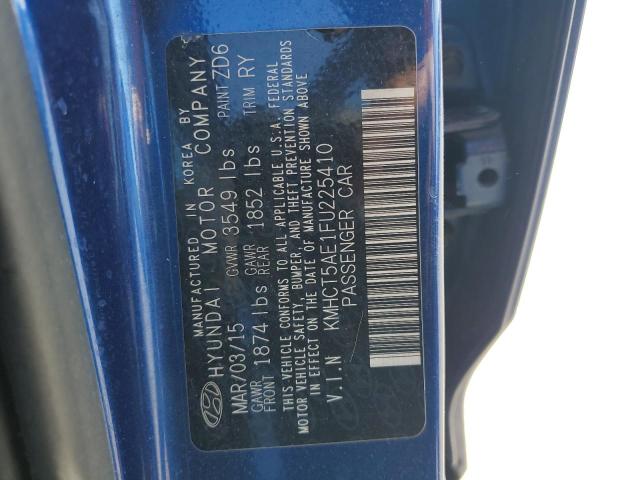 MANUFACTURED IN KOREA BY
HYUNDAI MOTOR COMPANY
MAR/03/15 GVWR 3549 lbs PAINT ZD6
GAWR FRONT 1874 lbs GAWR REAR 1852 lbs TRIM RY
THIS VEHICLE CONFORMS TO ALL APPLICABLE U.S.A. FEDERAL
MOTOR VEHICLE SAFETY, BUMPER, AND THEFT PREVENTION STANDARDS
IN EFFECT ON THE DATE OF MANUFACTURE SHOWN ABOVE
V.I.N KMHCT5AE1FU225410
PASSENGER CAR